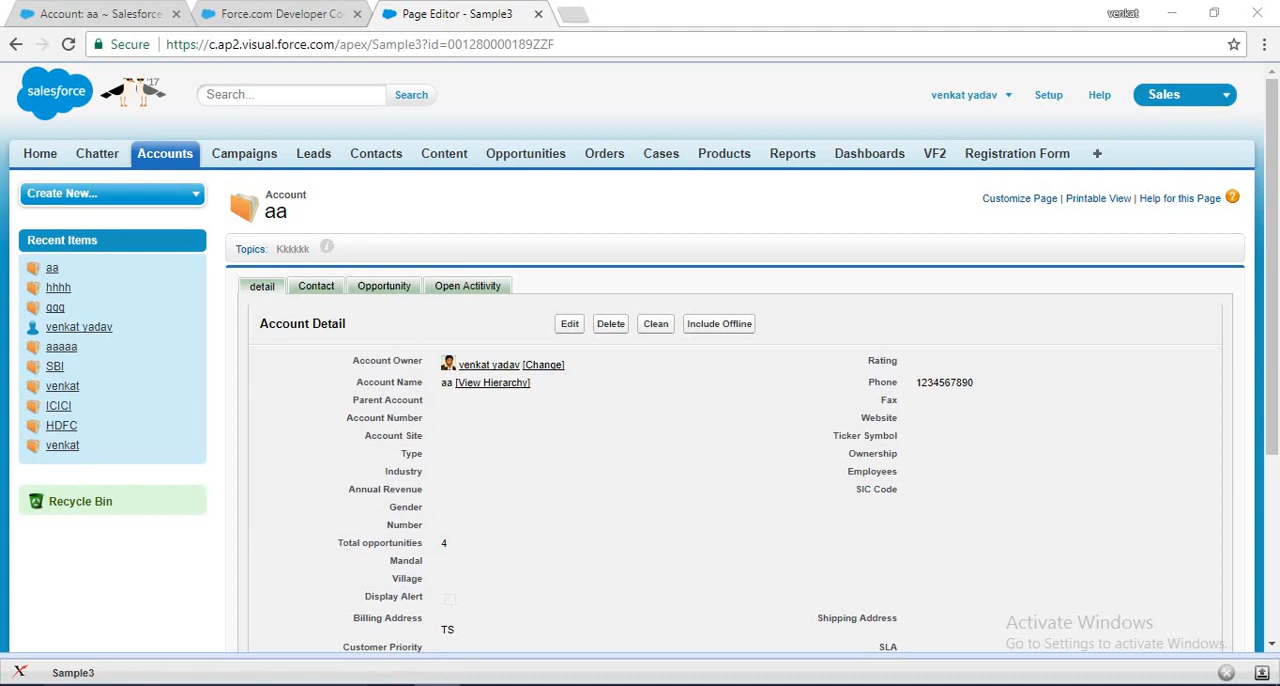 Account: aa ~ Salesforce
Force.com Developer Co
Page Editor - Sample3
venkat
Secure
https://c.ap2.visual.force.com/apex/Sample3?id=001280000189ZZF
salesforce
'17
Search...
Search
venkat yadav
Setup
Help
Sales
Home
Chatter
Accounts
Campaigns
Leads
Contacts
Content
Opportunities
Orders
Cases
Products
Reports
Dashboards
VF2
Registration Form
+
Create New...
Recent Items
aa
hhhh
qqq
venkat yadav
aaaaa
SBI
venkat
ICICI
HDFC
venkat
Recycle Bin
Account
aa
Customize Page | Printable View | Help for this Page
Topics: Kkkkkk
detail
Contact
Opportunity
Open Actitivity
Account Detail
Edit
Delete
Clean
Include Offline
Account Owner venkat yadav [Change]
Rating
Account Name aa [View Hierarchy]
Phone 1234567890
Parent Account
Fax
Account Number
Website
Account Site
Ticker Symbol
Type
Ownership
Industry
Employees
Annual Revenue
SIC Code
Gender
Number
Total opportunities 4
Mandal
Village
Display Alert
Billing Address
TS
Shipping Address
Customer Priority
SLA
Activate Windows
Go to Settings to activate Windows.
Sample3